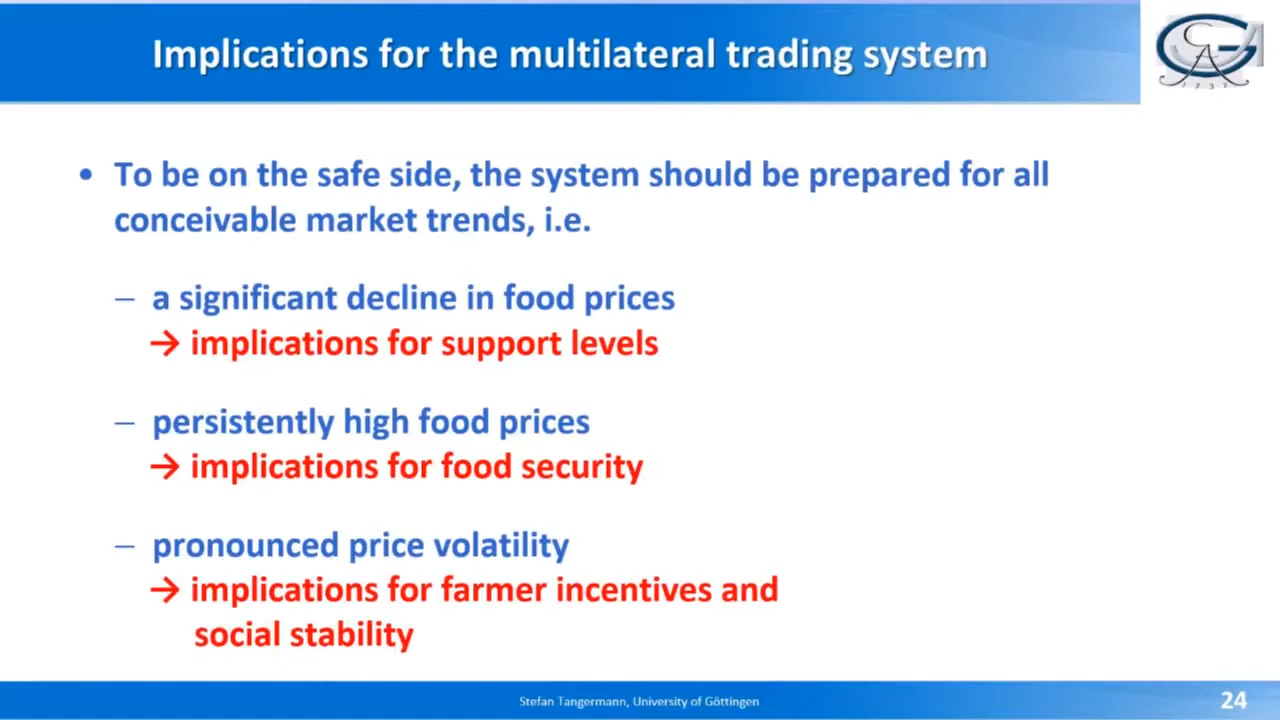 Implications for the multilateral trading system
• To be on the safe side, the system should be prepared for all
conceivable market trends, i.e.
– a significant decline in food prices
→ implications for support levels
– persistently high food prices
→ implications for food security
– pronounced price volatility
→ implications for farmer incentives and
social stability
Stefan Tangermann, University of Göttingen
24